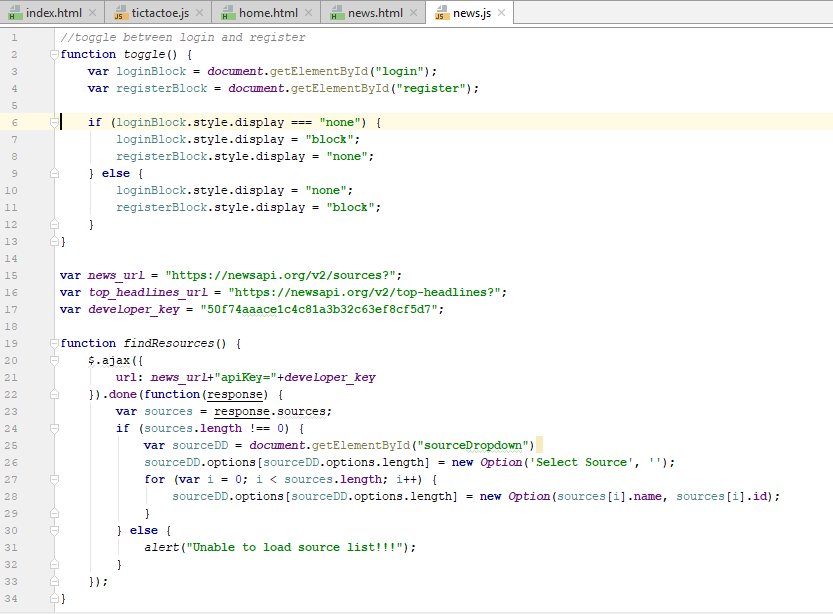 index.html tictactoe.js home.html news.html news.js
1 //toggle between login and register
2 function toggle() {
3 var loginBlock = document.getElementById("login");
4 var registerBlock = document.getElementById("register");
5
6 if (loginBlock.style.display === "none") {
7 loginBlock.style.display = "block";
8 registerBlock.style.display = "none";
9 } else {
10 loginBlock.style.display = "none";
11 registerBlock.style.display = "block";
12 }
13 }
14
15 var news_url = "https://newsapi.org/v2/sources?";
16 var top_headlines_url = "https://newsapi.org/v2/top-headlines?";
17 var developer_key = "50f74aaace1c4c81a3b32c63ef8cf5d7";
18
19 function findResources() {
20 $.ajax({
21 url: news_url+"apiKey="+developer_key
22 }).done(function(response) {
23 var sources = response.sources;
24 if (sources.length !== 0) {
25 var sourceDD = document.getElementById("sourceDropdown")
26 sourceDD.options[sourceDD.options.length] = new Option('Select Source', '');
27 for (var i = 0; i < sources.length; i++) {
28 sourceDD.options[sourceDD.options.length] = new Option(sources[i].name, sources[i].id);
29 }
30 } else {
31 alert("Unable to load source list!!!");
32 }
33 });
34 }